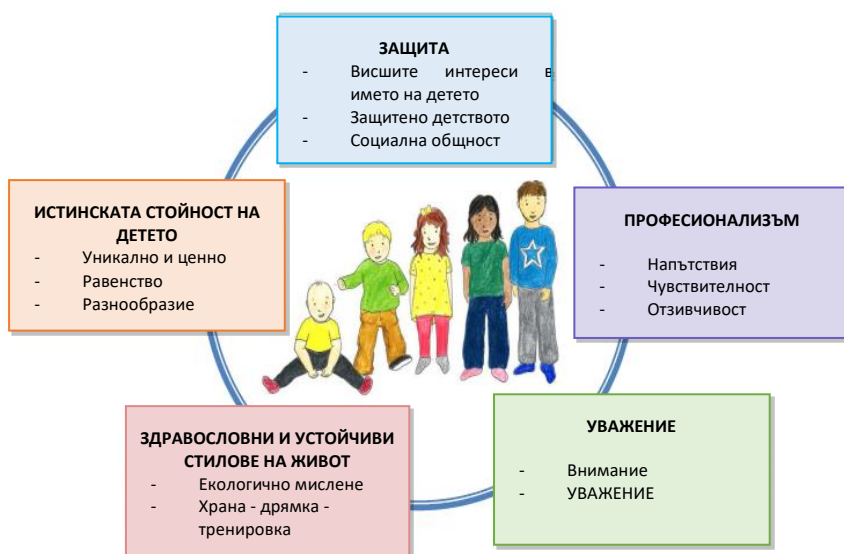 ЗАЩИТА
- Висшите интереси в
името на детето
- Защитено детството
- Социална общност
ИСТИНСКАТА СТОЙНОСТ НА
ДЕТЕТО
- Уникално и ценно
- Равенство
- Разнообразие
ПРОФЕСИОНАЛИЗЪМ
- Напътствия
- Чувствителност
- Отзивчивост
ЗДРАВОСЛОВНИ И УСТОЙЧИВИ
СТИЛОВЕ НА ЖИВОТ
- Екологично мислене
- Храна - дрямка -
тренировка
УВАЖЕНИЕ
- Внимание
- УВАЖЕНИЕ